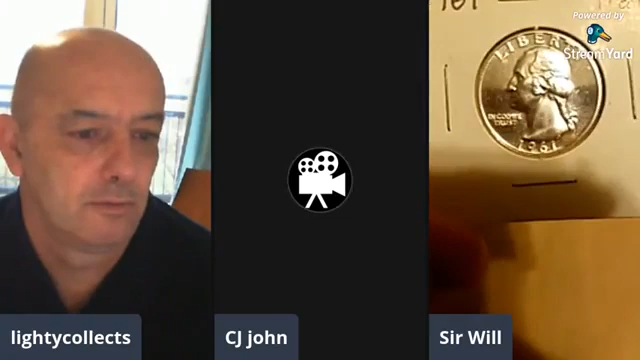 Powered by
StreamYard
LIBERTY
IN GOD WE
TRUST
1961
lightycollects
CJ john
Sir Will